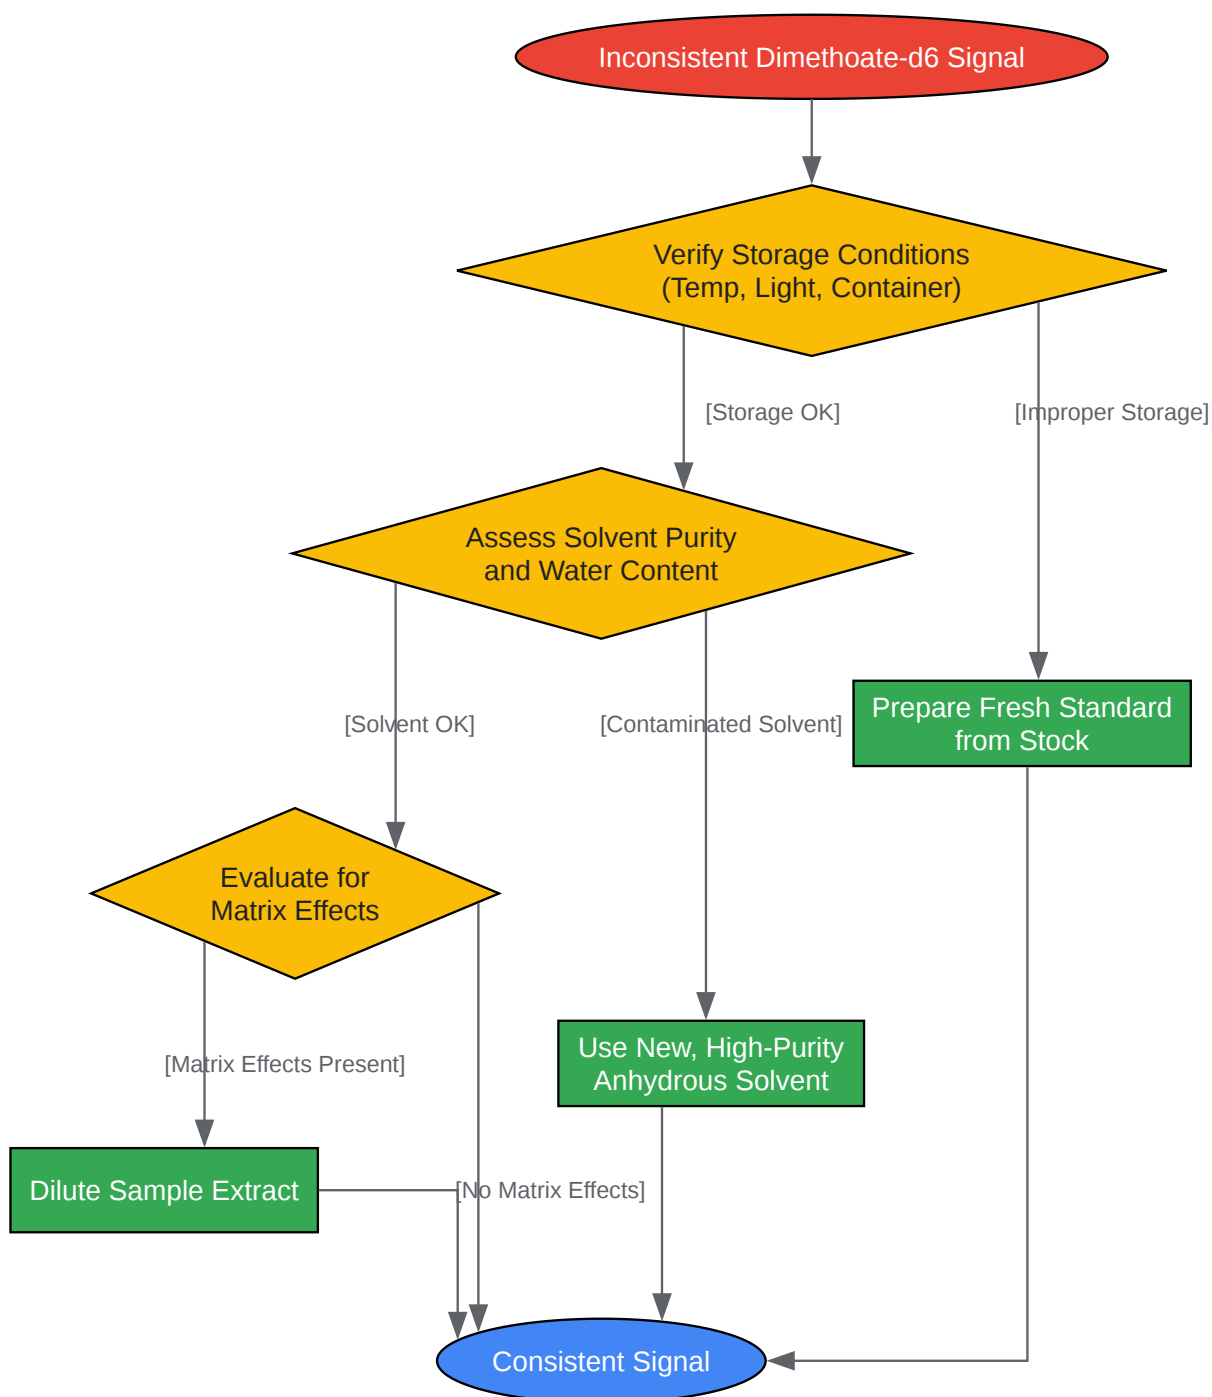 Inconsistent Dimethoate-d6 Signal
Verify Storage Conditions
(Temp, Light, Container)
[Storage OK]
[Improper Storage]
Assess Solvent Purity
and Water Content
[Solvent OK]
[Contaminated Solvent]
Prepare Fresh Standard
from Stock
Evaluate for
Matrix Effects
[Matrix Effects Present]
Use New, High-Purity
Anhydrous Solvent
Dilute Sample Extract
[No Matrix Effects]
Consistent Signal